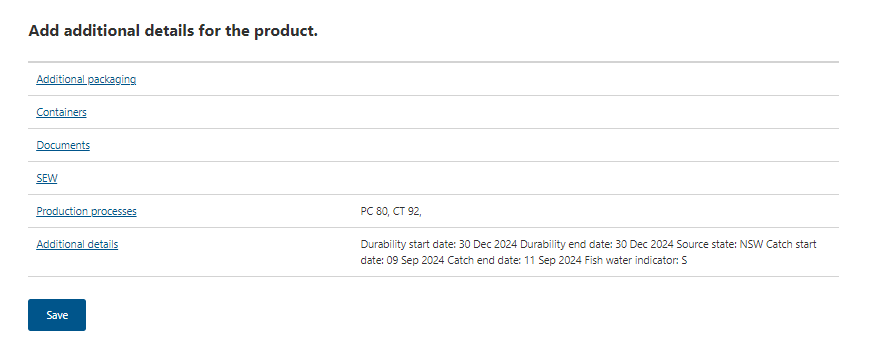 Add additional details for the product.
Additional packaging
Containers
Documents
SEW
Production processes PC 80, CT 92,
Additional details Durability start date: 30 Dec 2024 Durability end date: 30 Dec 2024 Source state: NSW Catch start
date: 09 Sep 2024 Catch end date: 11 Sep 2024 Fish water indicator: S
Save